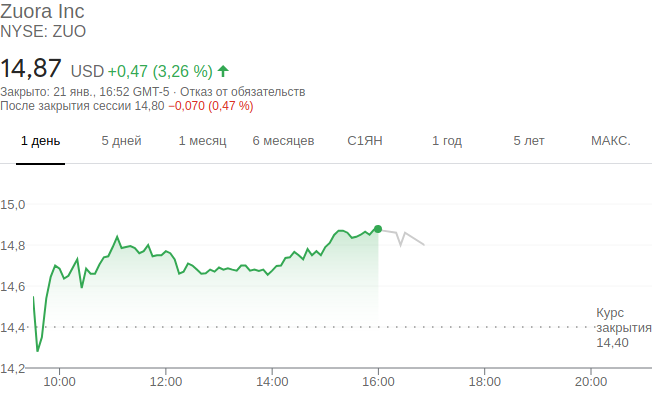 Zuora Inc
NYSE: ZUO
14,87 USD +0,47 (3,26 %)
Закрыто: 21 янв., 16:52 GMT-5 · Отказ от обязательств
После закрытия сессии 14,80 −0,070 (0,47 %)
1 день 5 дней 1 месяц 6 месяцев С1ЯН 1 год 5 лет МАКС.
15,0
14,8
14,6
Курс
14,4 закрытия
14,40
14,2
10:00 12:00 14:00 16:00 18:00 20:00